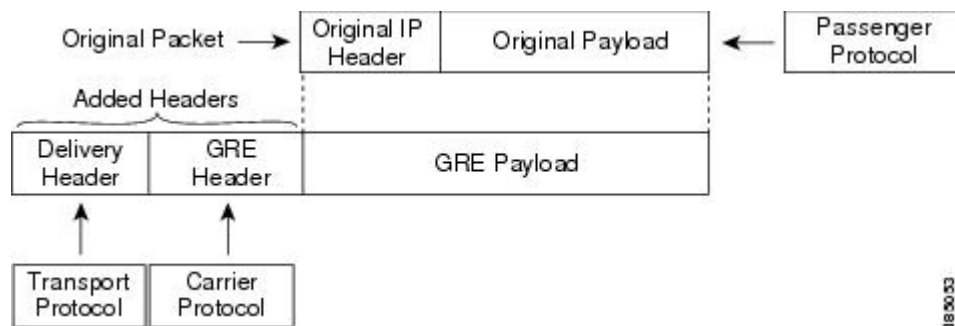 Original Packet
Original IP
Header
Original Payload
Passenger
Protocol
Added Headers
Delivery
Header
GRE
Header
GRE Payload
Transport
Protocol
Carrier
Protocol
185053